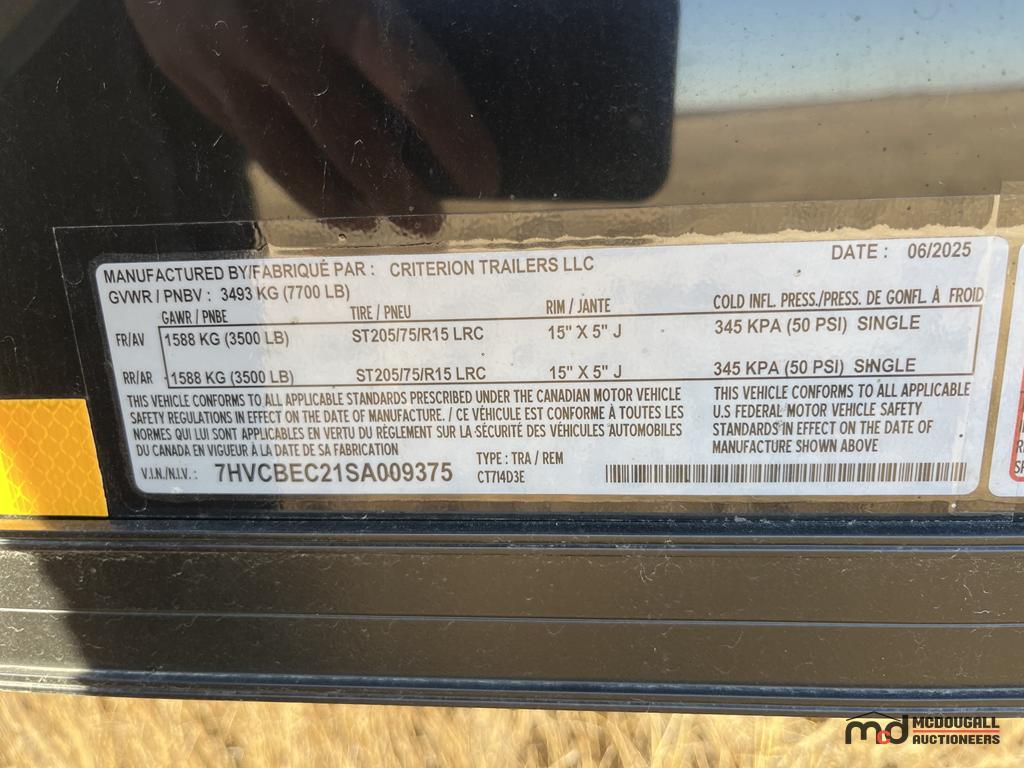 MANUFACTURED BY/FABRIQUÉ PAR : CRITERION TRAILERS LLC DATE : 06/2025
GVWR / PNBV : 3493 KG (7700 LB)
GAWR / PNBE TIRE / PNEU RIM / JANTE COLD INFL. PRESS./PRESS. DE GONFL À FROID
FR/AV 1588 KG (3500 LB) ST205/75/R15 LRC 15" X 5" J 345 KPA (50 PSI) SINGLE
RR/AR 1588 KG (3500 LB) ST205/75/R15 LRC 15" X 5" J 345 KPA (50 PSI) SINGLE
THIS VEHICLE CONFORMS TO ALL APPLICABLE STANDARDS PRESCRIBED UNDER THE CANADIAN MOTOR VEHICLE
SAFETY REGULATIONS IN EFFECT ON THE DATE OF MANUFACTURE. / CE VÉHICULE EST CONFORME À TOUTES LES
NORMES QUI LUI SONT APPLICABLES EN VERTU DU RÈGLEMENT SUR LA SÉCURITÉ DES VÉHICULES AUTOMOBILES
DU CANADA EN VIGUEUR À LA DATE DE SA FABRICATION
THIS VEHICLE CONFORMS TO ALL APPLICABLE
U.S FEDERAL MOTOR VEHICLE SAFETY
STANDARDS IN EFFECT ON THE DATE OF
MANUFACTURE SHOWN ABOVE
V.I.N./N.I.V. : 7HVCBEC21SA009375
TYPE : TRA / REM
CT714D3E
md MCDOUGALL
AUCTIONEERS